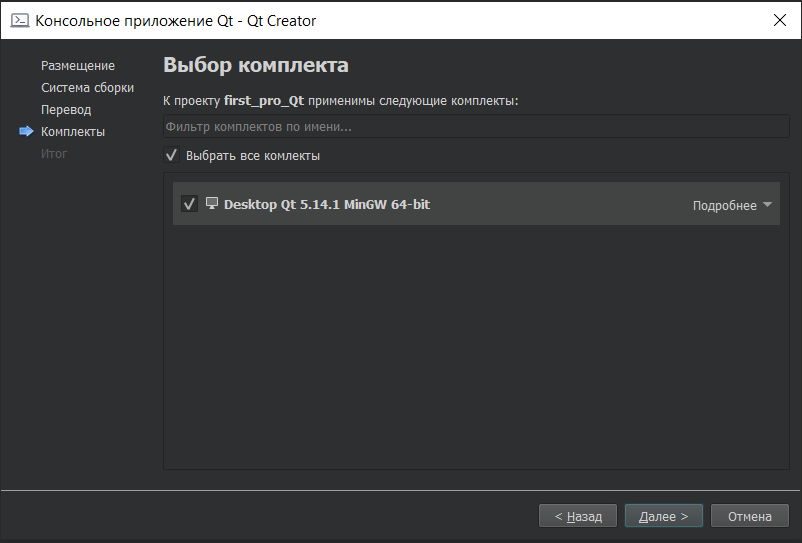 Консольное приложение Qt - Qt Creator
Размещение
Система сборки
Перевод
Комплекты
Итог
Выбор комплекта
К проекту first_pro_Qt применимы следующие комплекты:
Фильтр комплектов по имени...
Выбрать все комлекты
Desktop Qt 5.14.1 MinGW 64-bit
Подробнее
< Назад
Далее >
Отмена